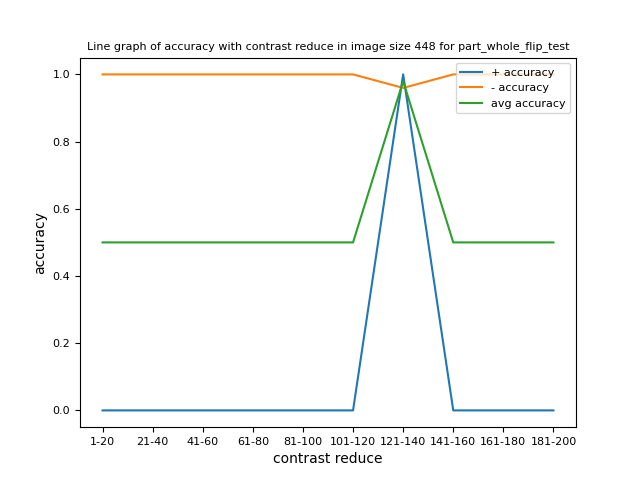 Line graph of accuracy with contrast reduce in image size 448 for part_whole_flip_test
+ accuracy
- accuracy
avg accuracy
accuracy
1.0
0.8
0.6
0.4
0.2
0.0
1-20 21-40 41-60 61-80 81-100 101-120 121-140 141-160 161-180 181-200
contrast reduce